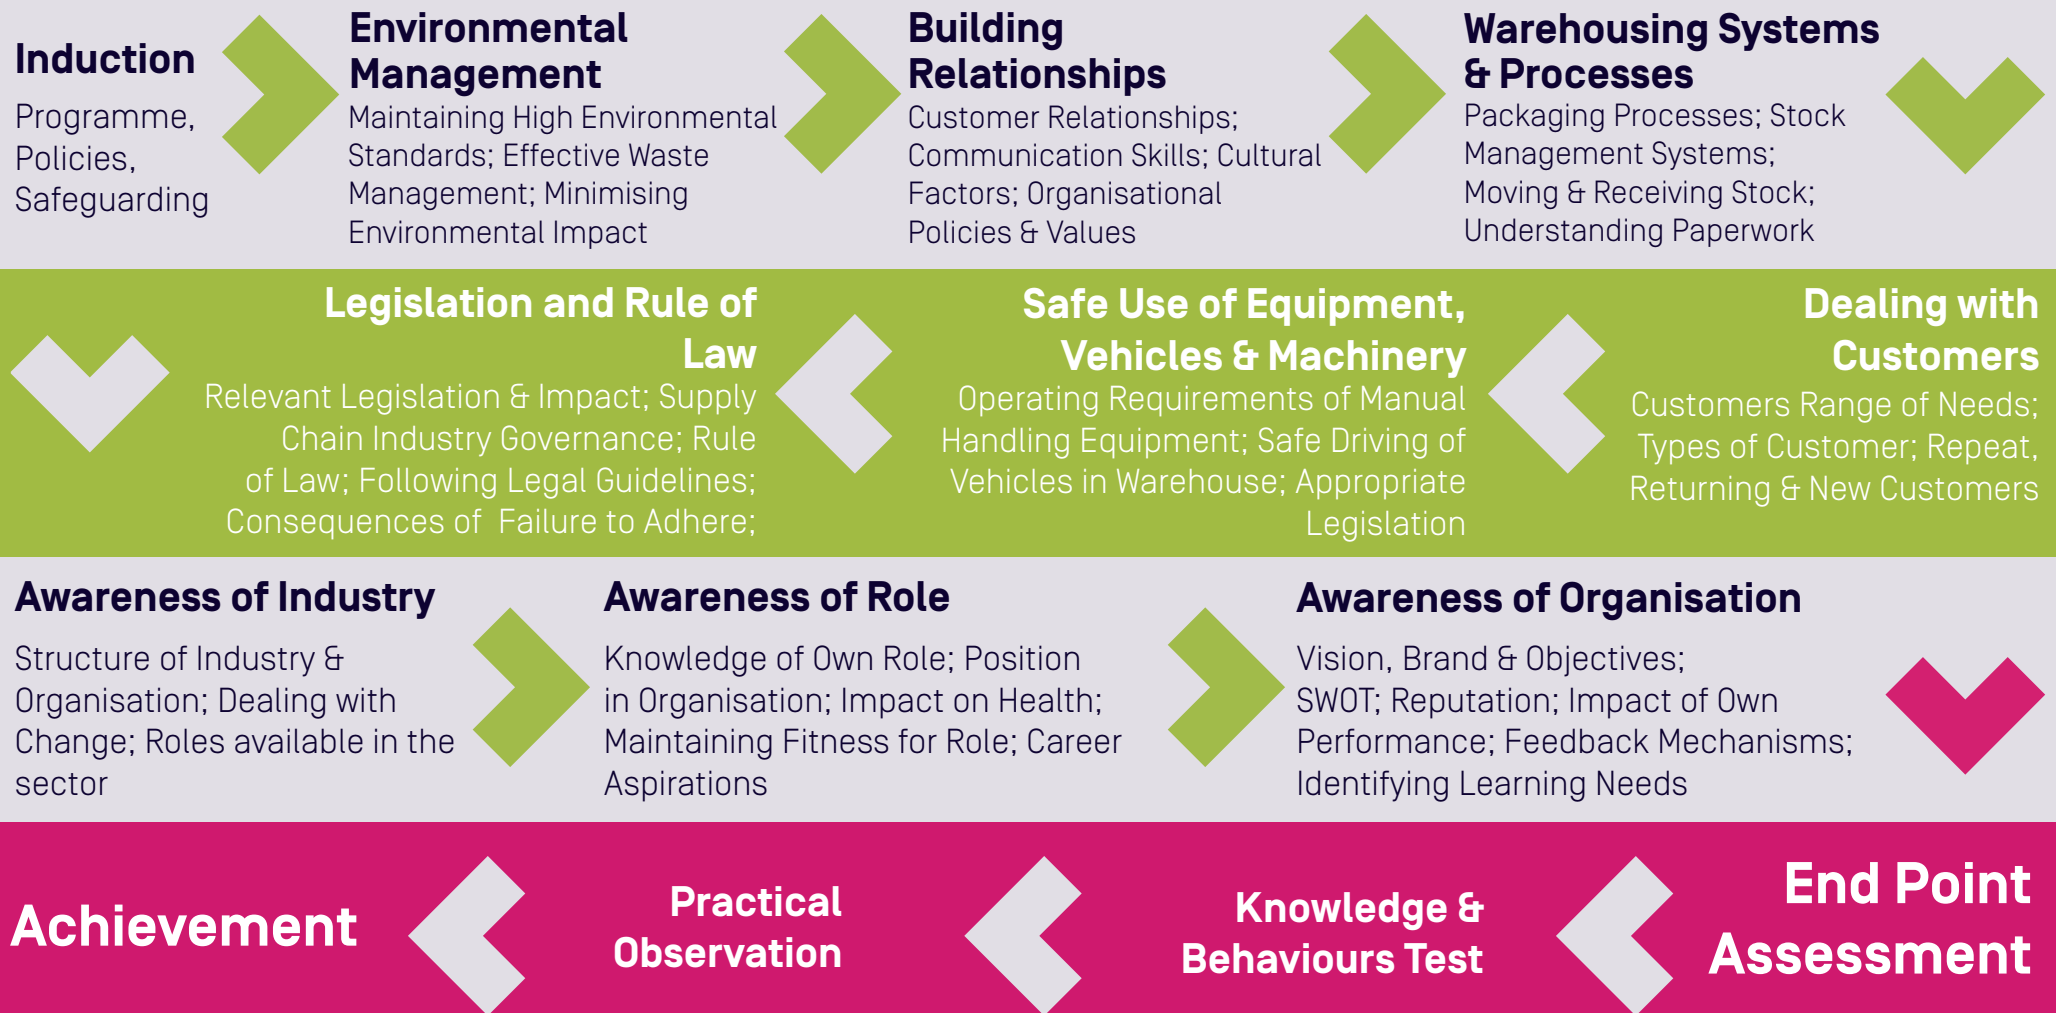 Induction
Programme,
Policies,
Safeguarding
Environmental
Management
Maintaining High Environmental
Standards; Effective Waste
Management; Minimising
Environmental Impact
Building
Relationships
Customer Relationships;
Communication Skills; Cultural
Factors; Organisational
Policies & Values
Warehousing Systems
& Processes
Packaging Processes; Stock
Management Systems;
Moving & Receiving Stock;
Understanding Paperwork
Dealing with
Customers
Customers Range of Needs;
Types of Customer; Repeat,
Returning & New Customers
Safe Use of Equipment,
Vehicles & Machinery
Operating Requirements of Manual
Handling Equipment; Safe Driving of
Vehicles in Warehouse; Appropriate
Legislation
Legislation and Rule of
Law
Relevant Legislation & Impact; Supply
Chain Industry Governance; Rule
of Law; Following Legal Guidelines;
Consequences of  Failure to Adhere;
Awareness of Industry
Structure of Industry &
Organisation; Dealing with
Change; Roles available in the
sector
Awareness of Role
Knowledge of Own Role; Position
in Organisation; Impact on Health;
Maintaining Fitness for Role; Career
Aspirations
Awareness of Organisation
Vision, Brand & Objectives;
SWOT; Reputation; Impact of Own
Performance; Feedback Mechanisms;
Identifying Learning Needs
End Point
Assessment
Knowledge &
Behaviours Test
Practical
Observation
Achievement